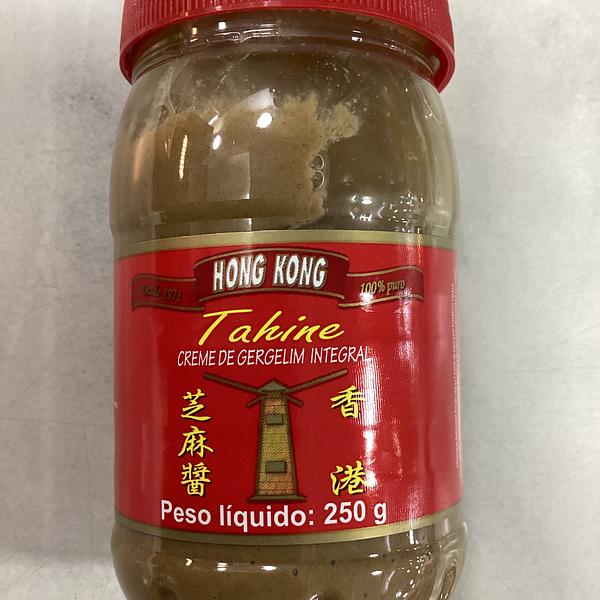 HONG KONG
Desde 1971
100% puro
Tahine
CREME DE GERGELIM INTEGRAL
芝麻醬
香港
Peso líquido: 250 g